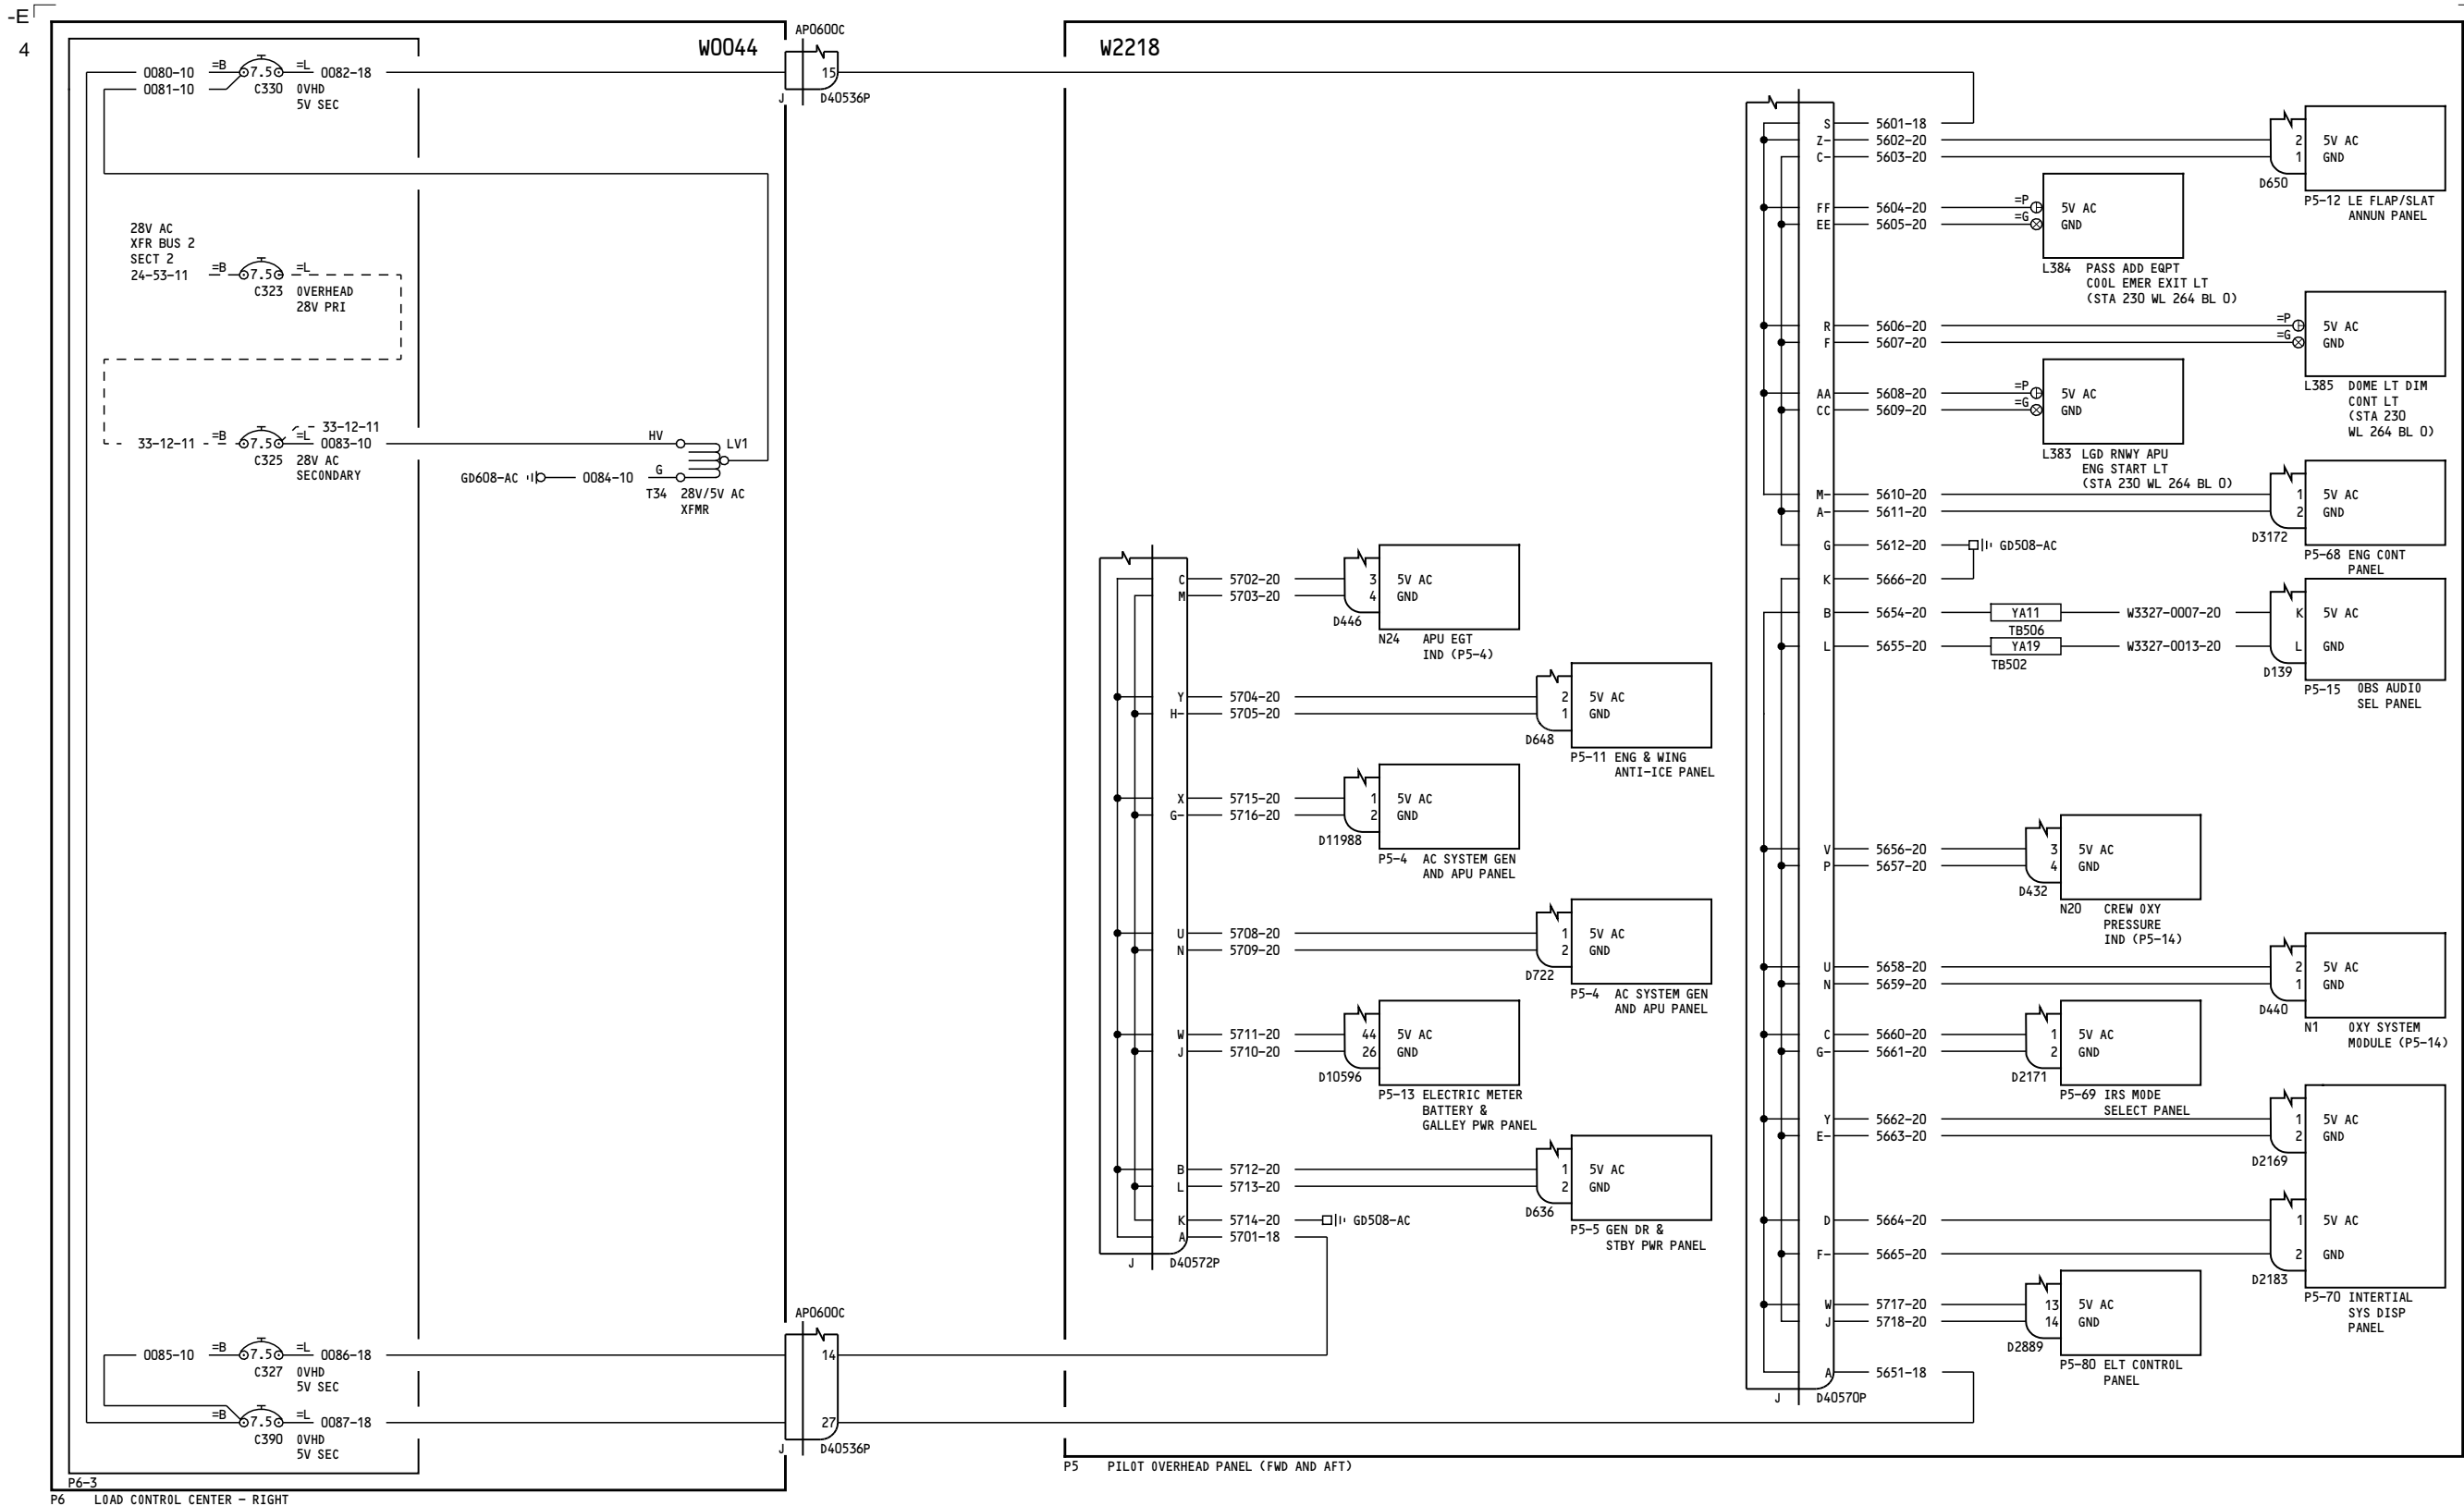 -E
4
W0044
AP0600C
0080-10
=B
7.5
=L
0082-18
0081-10
C330
0VHD
5V SEC
15
J
D40536P
28V AC
XFR BUS 2
SECT 2
24-53-11
=B
7.5
=L
C323
OVERHEAD
28V PRI
33-12-11
=B
7.5
=L
33-12-11
0083-10
C325
28V AC
SECONDARY
HV
LV1
GD608-AC
0084-10
G
T34
28V/5V AC
XFMR
0085-10
=B
7.5
=L
0086-18
C327
0VHD
5V SEC
=B
7.5
=L
0087-18
C390
0VHD
5V SEC
AP0600C
14
27
J
D40536P
P6-3
P6 LOAD CONTROL CENTER - RIGHT
W2218
C 5702-20 3 5V AC
M 5703-20 4 GND
D446
N24 APU EGT
IND (P5-4)
Y 5704-20 2 5V AC
H- 5705-20 1 GND
D648
P5-11 ENG & WING
ANTI-ICE PANEL
X 5715-20 1 5V AC
G- 5716-20 2 GND
D11988
P5-4 AC SYSTEM GEN
AND APU PANEL
U 5708-20 1 5V AC
N 5709-20 2 GND
D722
P5-4 AC SYSTEM GEN
AND APU PANEL
W 5711-20 44 5V AC
J 5710-20 26 GND
D10596
P5-13 ELECTRIC METER
BATTERY &
GALLEY PWR PANEL
B 5712-20 1 5V AC
L 5713-20 2 GND
D636
P5-5 GEN DR &
STBY PWR PANEL
K 5714-20 GD508-AC
A 5701-18
J D40572P
S 5601-18
Z- 5602-20 2 5V AC
C- 5603-20 1 GND
D650
P5-12 LE FLAP/SLAT
ANNUN PANEL
FF 5604-20 =P 5V AC
EE 5605-20 =G GND
L384 PASS ADD EQPT
COOL EMER EXIT LT
(STA 230 WL 264 BL 0)
R 5606-20 =P 5V AC
F 5607-20 =G GND
L385 DOME LT DIM
CONT LT
(STA 230
WL 264 BL 0)
AA 5608-20 =P 5V AC
CC 5609-20 =G GND
L383 LGD RNWY APU
ENG START LT
(STA 230 WL 264 BL 0)
M- 5610-20 1 5V AC
A- 5611-20 2 GND
D3172
P5-68 ENG CONT
PANEL
G 5612-20 GD508-AC
K 5666-20
B 5654-20 YA11 W3327-0007-20 K 5V AC
TB506
L 5655-20 YA19 W3327-0013-20 L GND
TB502
D139
P5-15 OBS AUDIO
SEL PANEL
V 5656-20 3 5V AC
P 5657-20 4 GND
D432
N20 CREW OXY
PRESSURE
IND (P5-14)
U 5658-20 2 5V AC
N 5659-20 1 GND
D440
N1 OXY SYSTEM
MODULE (P5-14)
C 5660-20 1 5V AC
G- 5661-20 2 GND
D2171
P5-69 IRS MODE
SELECT PANEL
Y 5662-20 1 5V AC
E- 5663-20 2 GND
D2169
D 5664-20 1 5V AC
F- 5665-20 2 GND
D2183
P5-70 INTERTIAL
SYS DISP
PANEL
W 5717-20 13 5V AC
J 5718-20 14 GND
D2889
P5-80 ELT CONTROL
PANEL
A 5651-18
J D40570P
P5 PILOT OVERHEAD PANEL (FWD AND AFT)